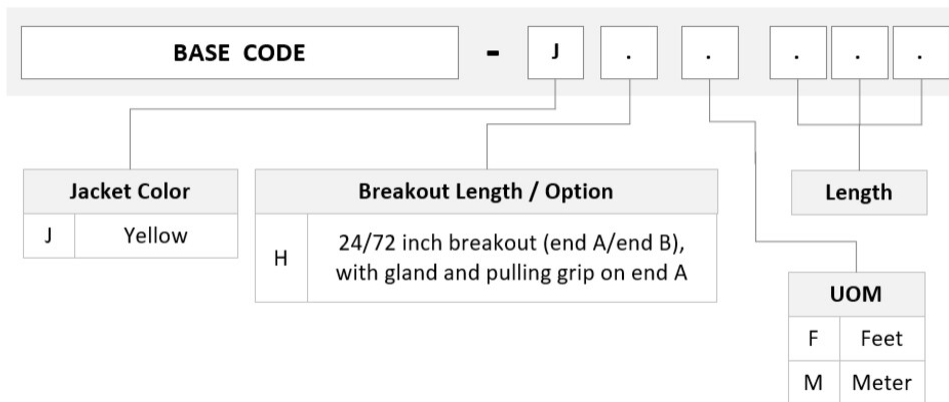 BASE CODE - J . . . . .
Jacket Color
J Yellow
Breakout Length / Option
H 24/72 inch breakout (end A/end B),
with gland and pulling grip on end A
Length
UOM
F Feet
M Meter